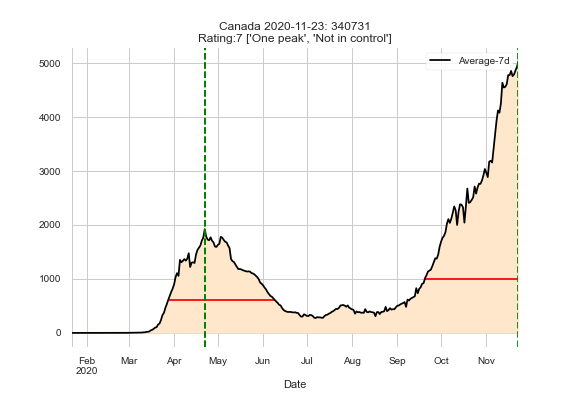 Canada 2020-11-23: 340731
Rating:7 ['One peak', 'Not in control']
Average-7d
5000
4000
3000
2000
1000
0
Feb Mar Apr May Jun Jul Aug Sep Oct Nov
2020
Date